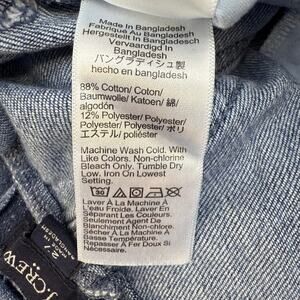 Made In Bangladesh
Fabriqué Au Bangladesh
Hergestellt In Bangladesch
Vervaardigd In
Bangladesh
バングラディシュ製
hecho en bangladesh
88% Cotton/ Coton/
Baumwolle/ Katoen/ 綿/
algodón
12% Polyester/ Polyester/
Polyester/ Polyester/ ポリ
エステル/ poliéster
Machine Wash Cold. With
Like Colors. Non-chlorine
Bleach Only. Tumble Dry
Low. Iron On Lowest
Setting.
30
Laver À La Machine À
L'eau Froide, Laver En
Séparant Les Couleurs.
Seulement Agent De
Blanchiment Non-chlore.
Sécher À La Machine À
Basse Température.
Repasser À Fer Doux Si
Nécessaire.
J.CREW